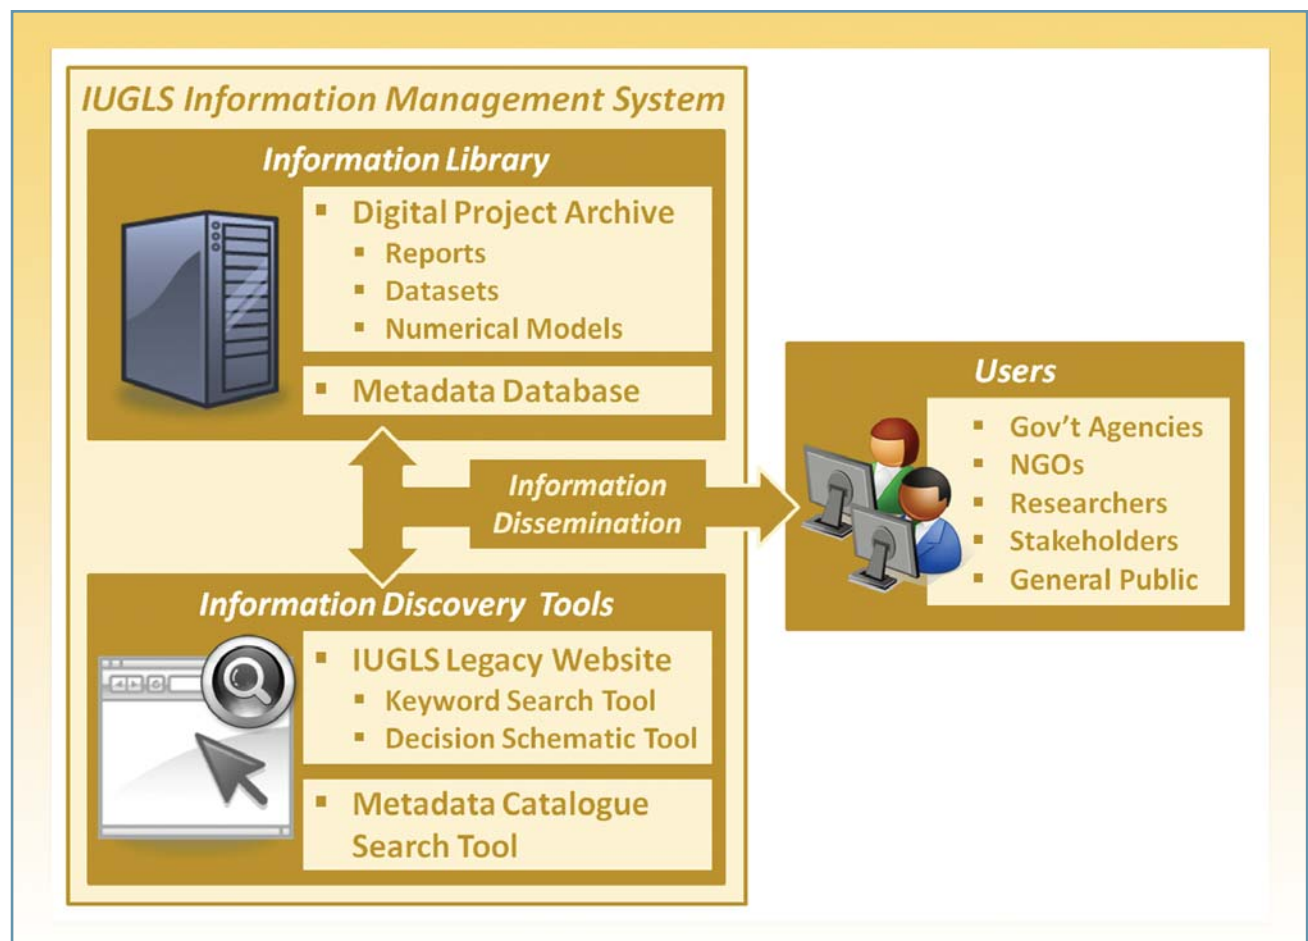 IUGLS Information Management System
Information Library
▪ Digital Project Archive
▪ Reports
▪ Datasets
▪ Numerical Models
▪ Metadata Database
Information
Dissemination
Information Discovery Tools
▪ IUGLS Legacy Website
▪ Keyword Search Tool
▪ Decision Schematic Tool
▪ Metadata Catalogue
Search Tool
Users
▪ Gov't Agencies
▪ NGOs
▪ Researchers
▪ Stakeholders
▪ General Public